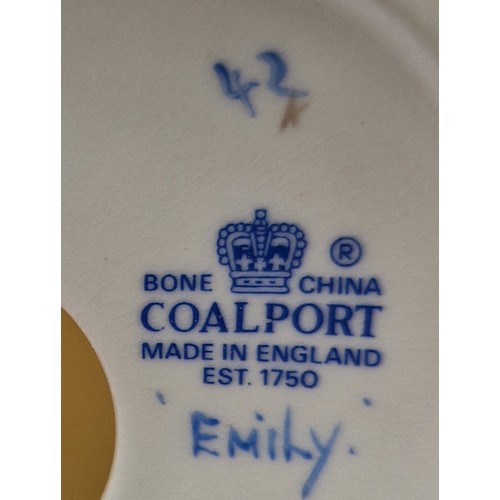 42
K
BONE CHINA ®
COALPORT
MADE IN ENGLAND
EST. 1750
'Emily.'